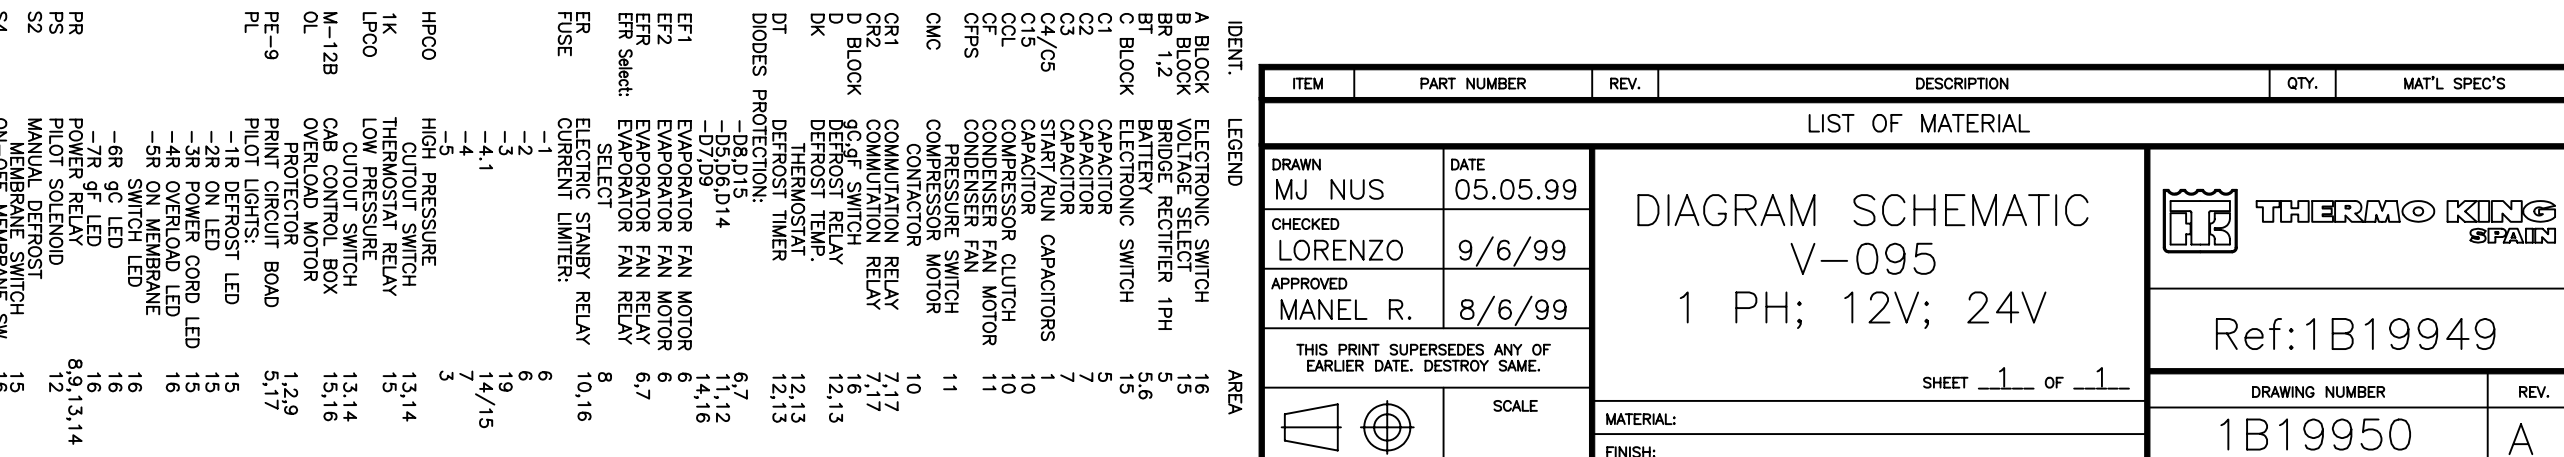 IDENT. LEGEND AREA
A BLOCK ELECTRONIC SWITCH 16
B BLOCK VOLTAGE SELECT 15
BR 1,2 BRIDGE RECTIFIER 1PH 5
BT BATTERY 5.6
C BLOCK ELECTRONIC SWITCH 15
C1 CAPACITOR 5
C2 CAPACITOR 7
C3 CAPACITOR 7
C4/C5 START/RUN CAPACITORS 1
C15 CAPACITOR 10
CCL COMPRESSOR CLUTCH 10
CF CONDENSER FAN MOTOR 11
CFPS CONDENSER FAN
PRESSURE SWITCH 11
CMC COMPRESSOR MOTOR
CONTACTOR 10
CR1 COMMUTATION RELAY 7,17
CR2 COMMUTATION RELAY 7,17
D BLOCK gC,gF SWITCH 16
D DEFROST RELAY 12,13
DK DEFROST TEMP.
THERMOSTAT 12,13
DT DEFROST TIMER 12,13
DIODES PROTECTION:
-D8,D15 6,7
-D5,D6,D14 11,12
-D7,D9 14,16
EF1 EVAPORATOR FAN MOTOR 6
EF2 EVAPORATOR FAN MOTOR 6
EFR EVAPORATOR FAN RELAY 6,7
EFR Select: EVAPORATOR FAN RELAY
SELECT 8
ER ELECTRIC STANBY RELAY 10,16
FUSE CURRENT LIMITER:
-1 6
-2 6
-3 19
-4.1 14/15
-4 7
-5 3
HPCO HIGH PRESSURE
CUTOUT SWITCH 13,14
1K THERMOSTAT RELAY 15
LPCO LOW PRESSURE
CUTOUT SWITCH 13.14
M-12B CAB CONTROL BOX 15,16
OL OVERLOAD MOTOR
PROTECTOR 1,2,9
PE-9 PRINT CIRCUIT BOAD 5,17
PL PILOT LIGHTS:
-1R DEFROST LED 15
-2R ON LED 15
-3R POWER CORD LED 15
-4R OVERLOAD LED 16
-5R ON MEMBRANE
SWITCH LED 16
-6R gC LED 16
-7R gF LED 16
PR POWER RELAY 8,9,13,14
PS PILOT SOLENOID 12
S2 MANUAL DEFROST
MEMBRANE SWITCH 15
ITEM PART NUMBER REV. DESCRIPTION QTY. MAT'L SPEC'S
LIST OF MATERIAL
DRAWN DATE
MJ NUS 05.05.99
CHECKED
LORENZO 9/6/99
APPROVED
MANEL R. 8/6/99
THIS PRINT SUPERSEDES ANY OF
EARLIER DATE. DESTROY SAME.
SCALE
DIAGRAM SCHEMATIC
V-095
1 PH; 12V; 24V
SHEET 1 OF 1
MATERIAL:
FINISH:
TK
THERMO KING
SPAIN
Ref:1B19949
DRAWING NUMBER REV.
1B19950 A